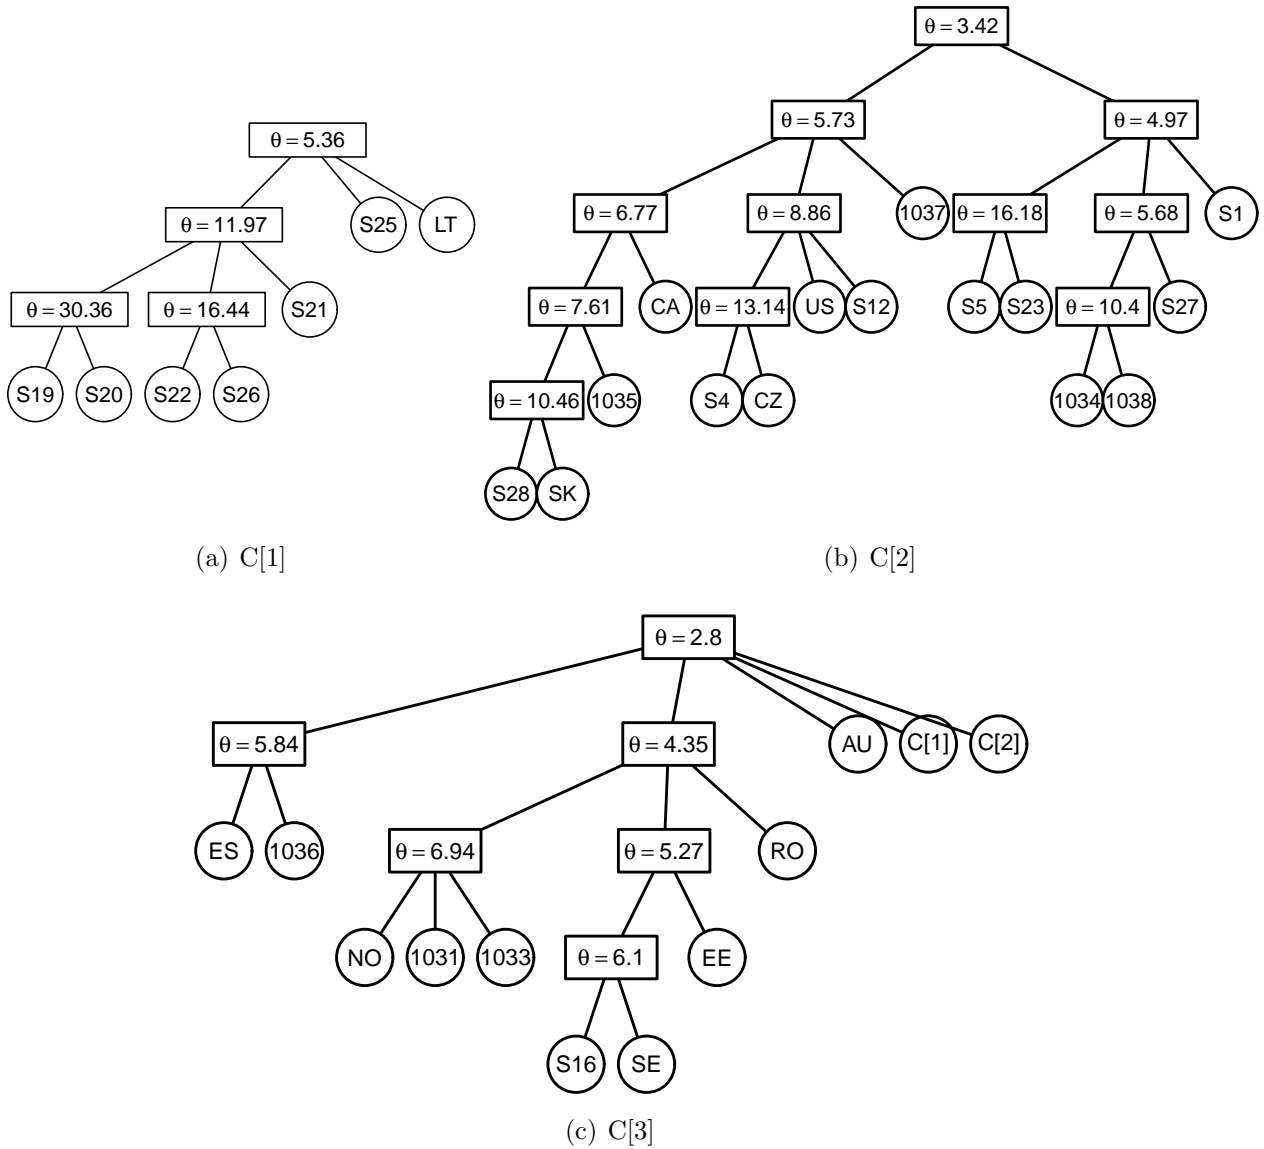 θ = 3.42
θ = 5.73
θ = 4.97
θ = 5.36
θ = 11.97
S25
LT
θ = 6.77
θ = 8.86
1037
θ = 16.18
θ = 5.68
S1
θ = 30.36
θ = 16.44
S21
θ = 7.61
CA
θ = 13.14
US
S12
S5
S23
θ = 10.4
S27
S19
S20
S22
S26
θ = 10.46
1035
S4
CZ
1034
1038
S28
SK
(a) C[1]
(b) C[2]
θ = 2.8
θ = 5.84
θ = 4.35
AU
C[1]
C[2]
ES
1036
θ = 6.94
θ = 5.27
RO
NO
1031
1033
θ = 6.1
EE
S16
SE
(c) C[3]